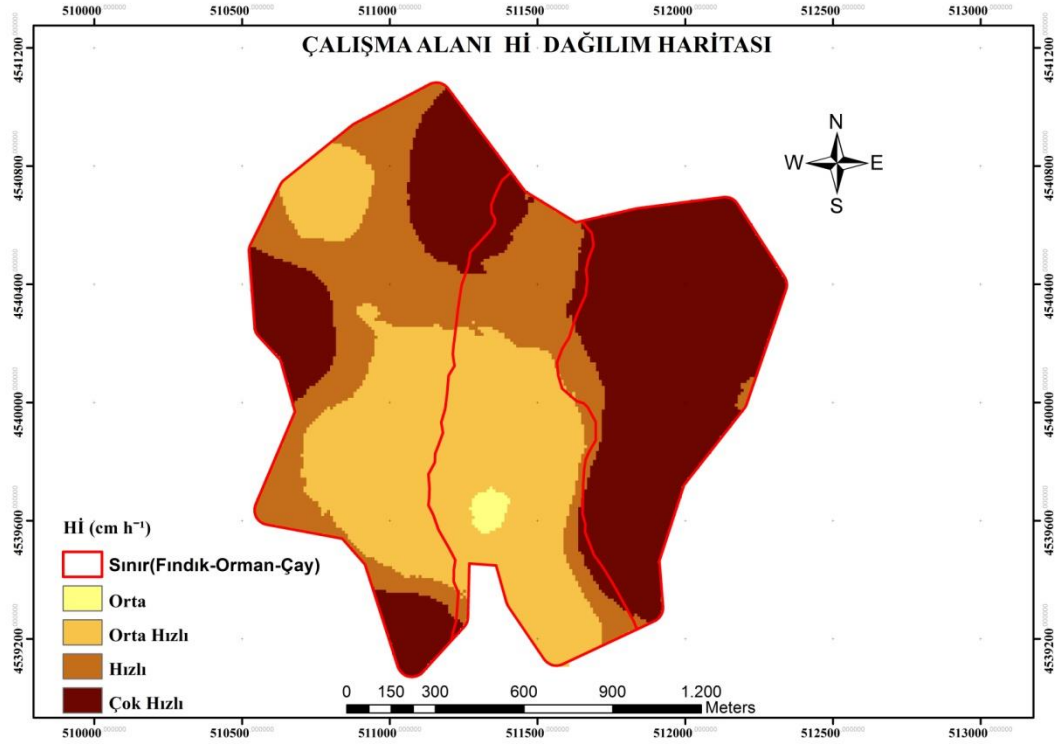 510000 510500 511000 511500 512000 512500 513000
ÇALIŞMA ALANI Hİ DAĞILIM HARİTASI
4541200 4541200
N
W E
S
4540800 4540800
4540400 4540400
4540000 4540000
4539600 4539600
Hİ (cm h⁻¹)
Sınır(Fındık-Orman-Çay)
Orta
Orta Hızlı
4539200 4539200
Hızlı
Çok Hızlı
0 150 300 600 900 1.200
Meters
510000 510500 511000 511500 512000 512500 513000